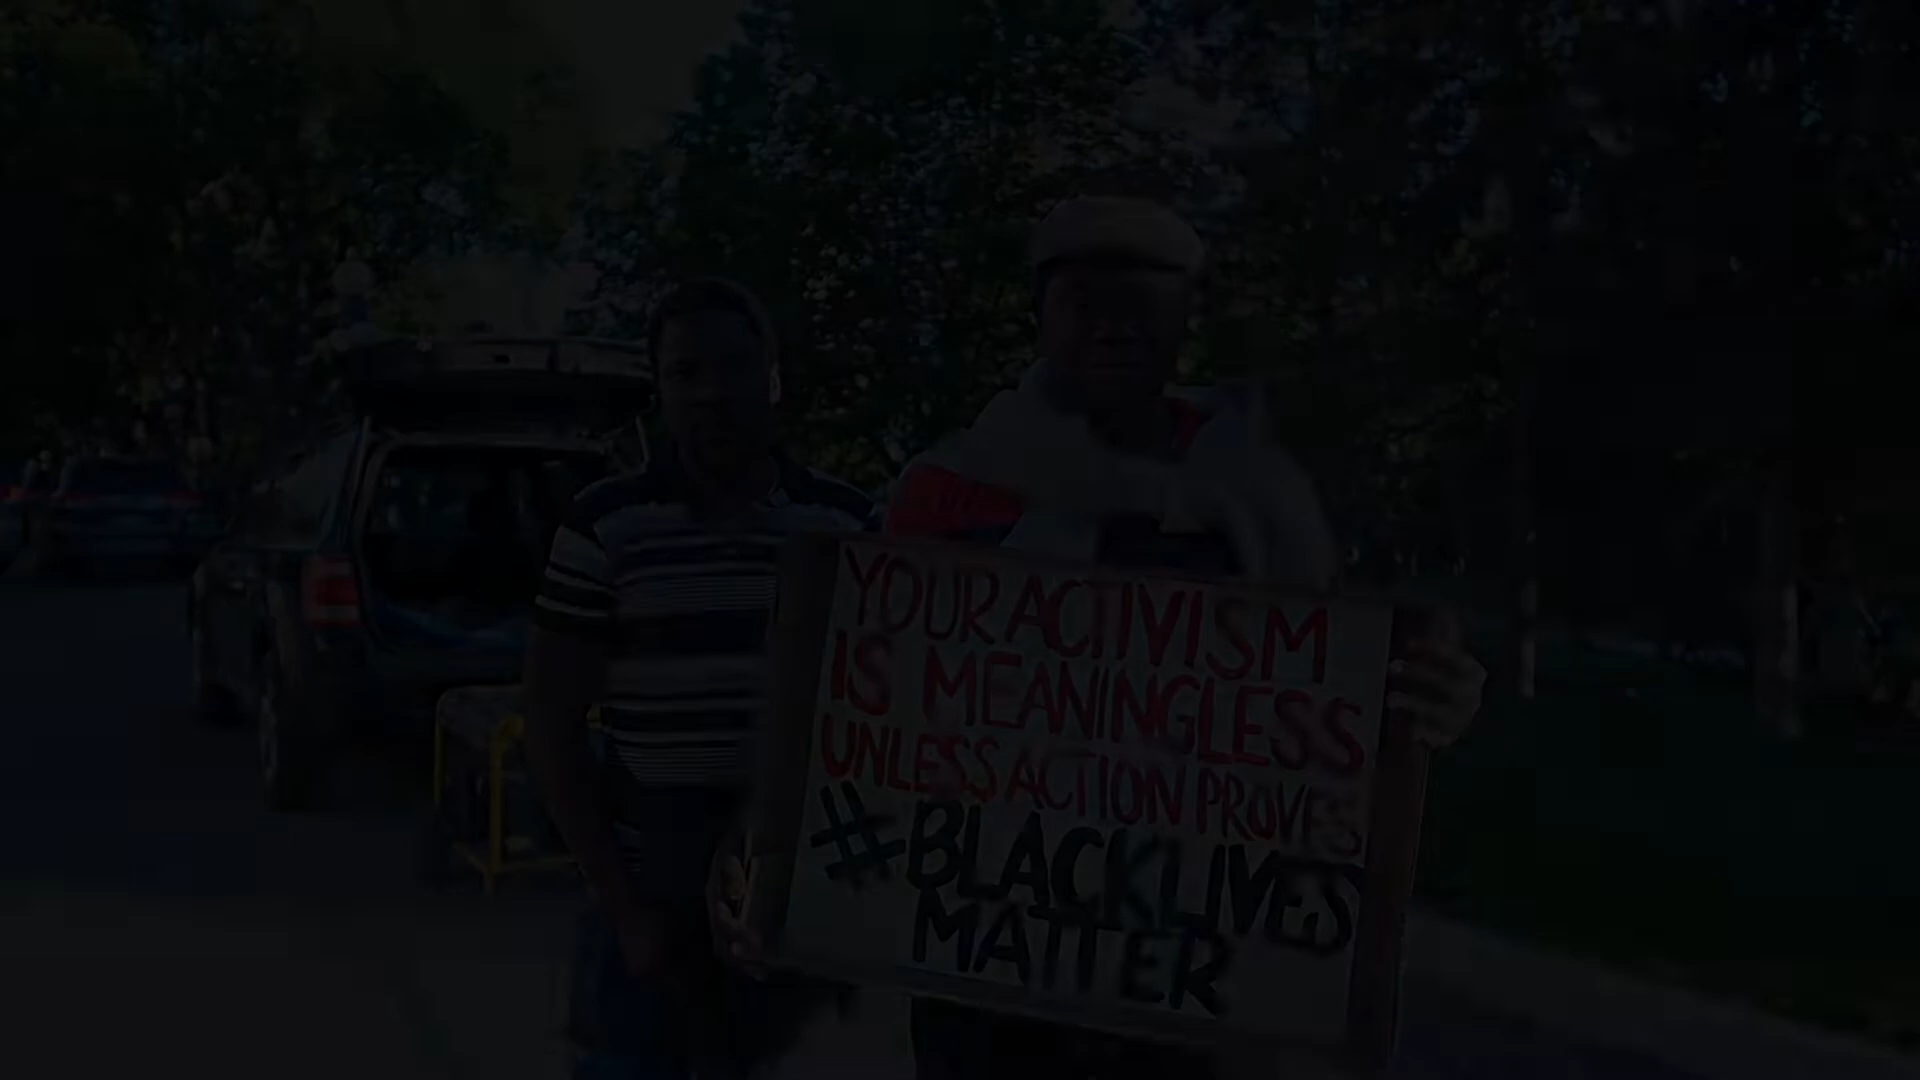 YOUR ACTIVISM
IS MEANINGLESS
UNLESS ACTION PROVES
#BLACKLIVES
MATTER